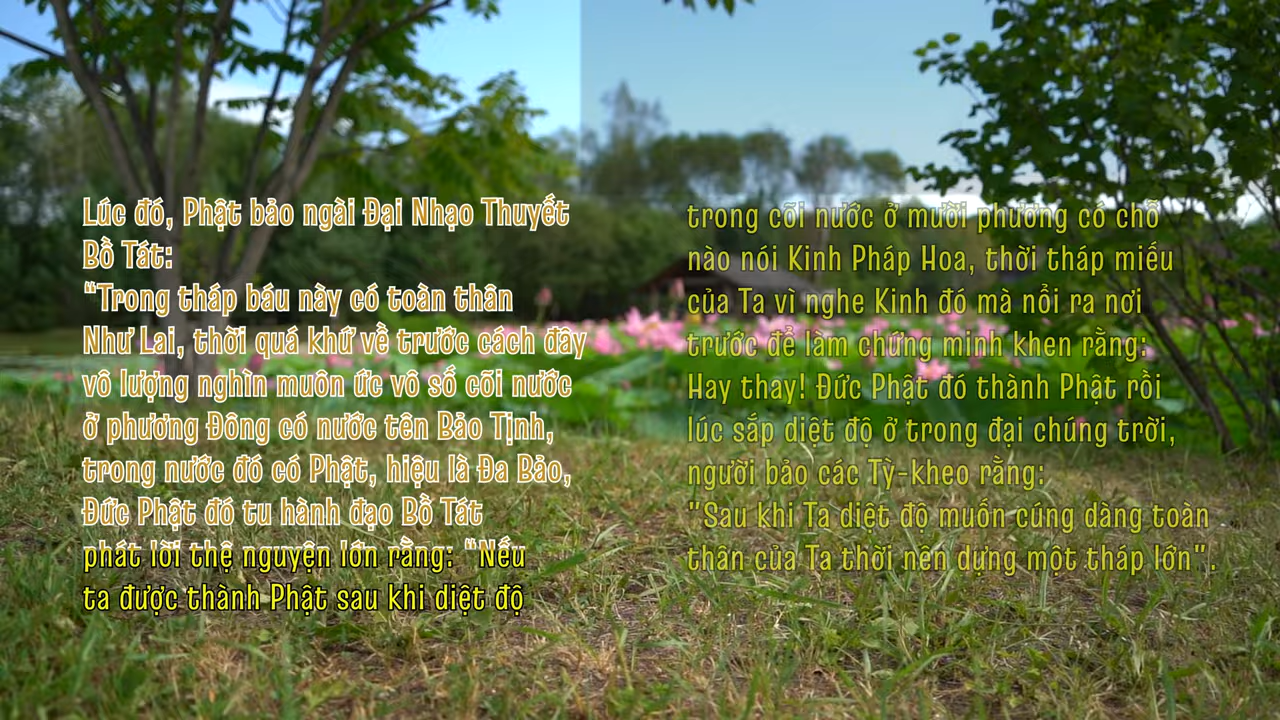 Lúc đó, Phật bảo ngài Đại Nhạo Thuyết
Bồ Tát:
“Trong tháp báu này có toàn thân
Như Lai, thời quá khứ về trước cách đây
vô lượng nghìn muôn ức vô số cõi nước
ở phương Đông có nước tên Bảo Tịnh,
trong nước đó có Phật, hiệu là Đa Bảo,
Đức Phật đó tu hành đạo Bồ Tát
phát lời thệ nguyện lớn rằng: “Nếu
ta được thành Phật sau khi diệt độ
trong cõi nước ở mười phương có chỗ
nào nói Kinh Pháp Hoa, thời tháp miếu
của Ta vì nghe Kinh đó mà nổi ra nơi
trước để làm chứng minh khen rằng:
Hay thay! Đức Phật đó thành Phật rồi
lúc sắp diệt độ ở trong đại chúng trời,
người bảo các Tỳ-kheo rằng:
"Sau khi Ta diệt độ muốn cúng dàng toàn
thân của Ta thời nên dựng một tháp lớn".